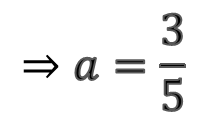 ⇒ a = 3/5